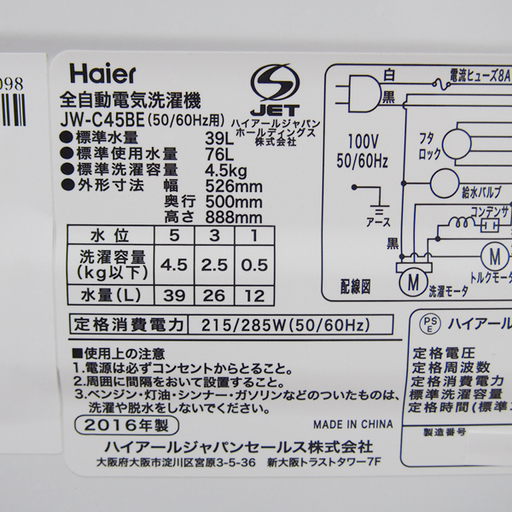 098
Haier
JET
全自動電気洗濯機
JW-C45BE(50/60Hz用)
ハイアールジャパン
ホールディングス
株式会社
●標準水量 39L
●標準使用水量 76L
●標準洗濯容量 4.5kg
●外形寸法 幅 526mm
奥行 500mm
高さ 888mm
水位 5 3 1
洗濯容量(kg以下) 4.5 2.5 0.5
水量(L) 39 26 12
定格消費電力 215/285W(50/60Hz)
■使用上の注意
1.電源は必ずコンセントからとること。
2.周囲に間隔をおいて設置すること。
3.ベンジン・灯油・シンナー・ガソリンなどのついたものは、
洗濯や脱水をしないでください。
2016年製
MADE IN CHINA
ハイアールジャパンセールス株式会社
大阪府大阪市淀川区宮原3-5-36 新大阪トラストタワー7F
白
黒
電流ヒューズ8A
100V
50/60Hz
フタ
ロック
給水バルブ
コンデンサ
アース
黒
M
M
洗濯モータ
トルクモータ
配線図
PS
E
ハイアール
定格電圧
定格周波数
定格消費電力
標準洗濯容量
定格時間(標準
製造番号